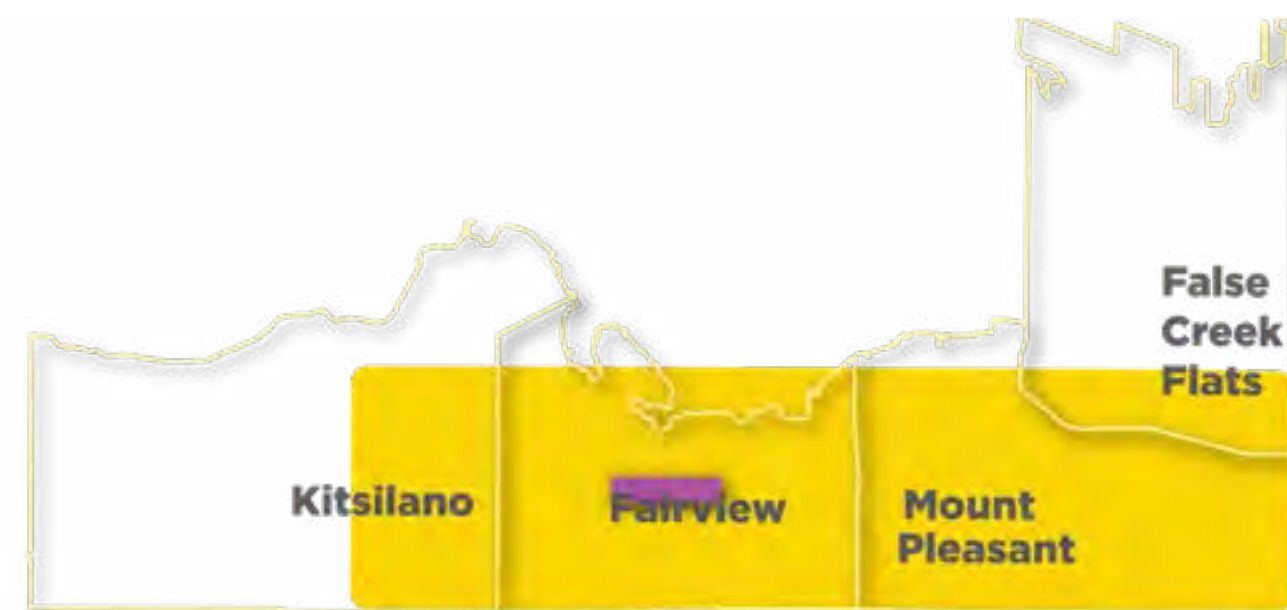 False
Creek
Flats
Kitsilano
Fairview
Mount
Pleasant